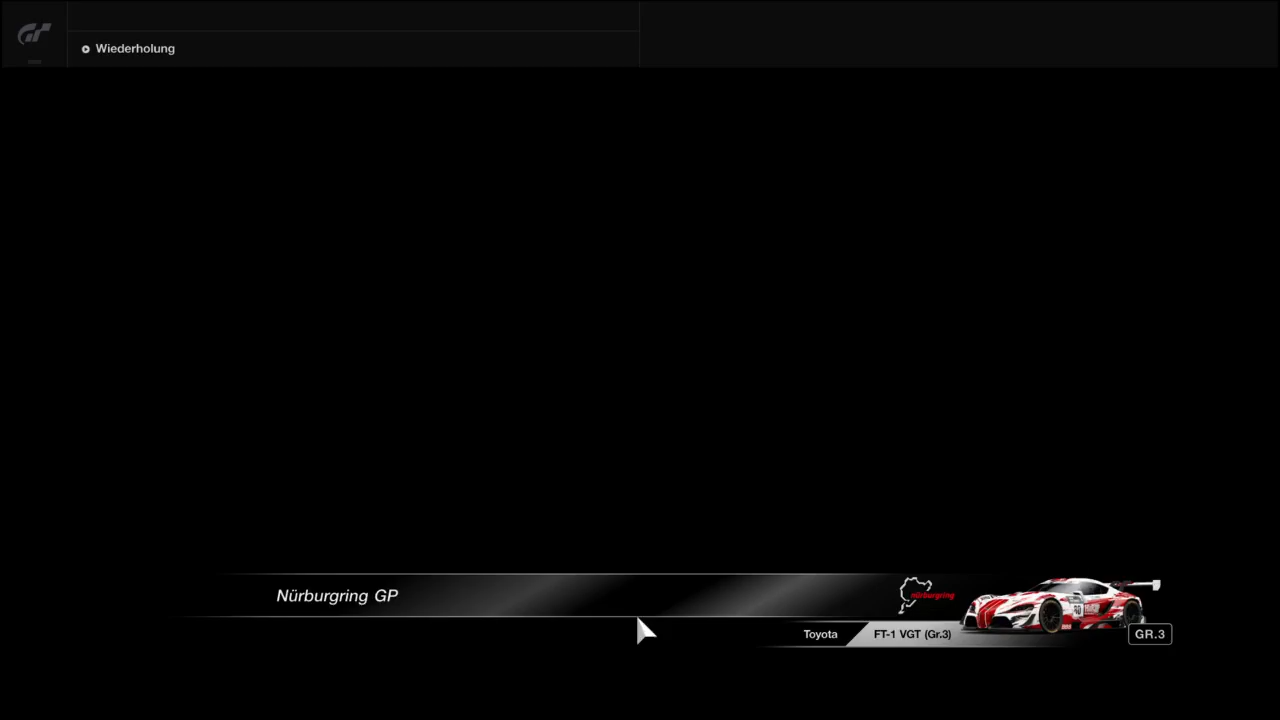 Wiederholung
Nürburgring GP
nürburgring
Toyota
FT-1 VGT (Gr.3)
GR.3